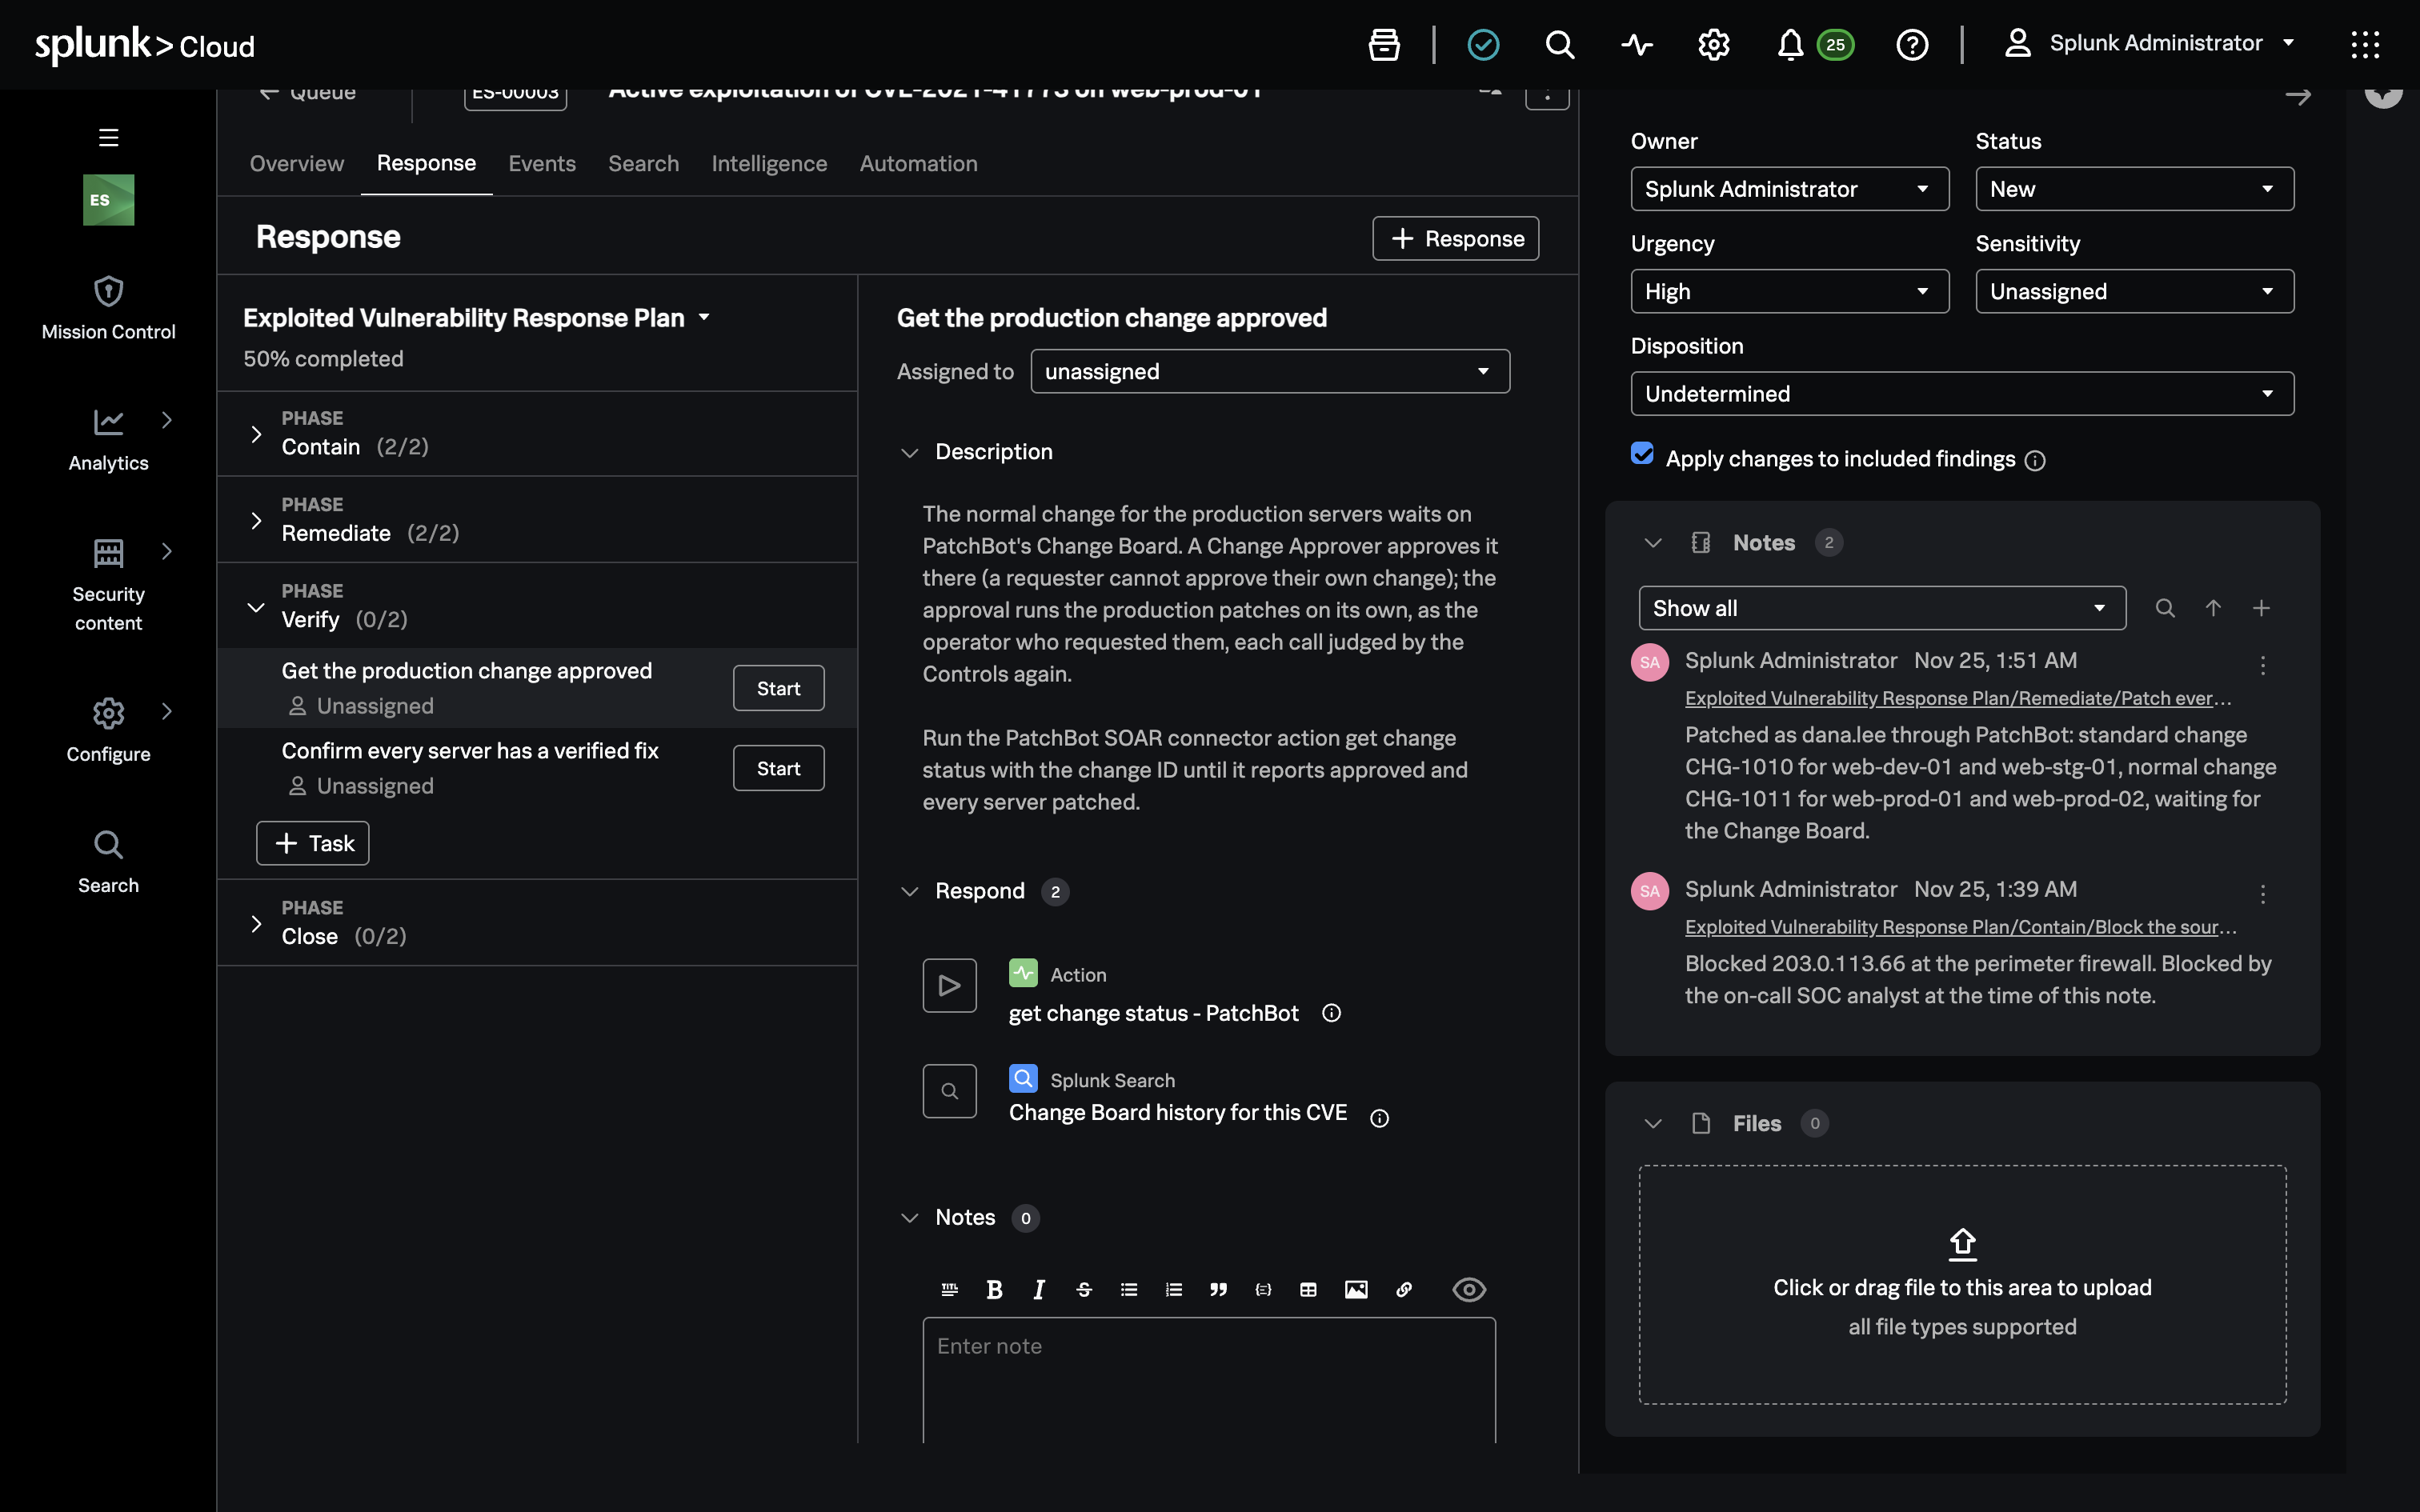 splunk>Cloud
25
Splunk Administrator
Queue
ES-00003
Active exploitation of CVE-2021-41773 on web-prod-01
ES
Mission Control
Analytics
Security
content
Configure
Search
Overview
Response
Events
Search
Intelligence
Automation
Response
Response
Exploited Vulnerability Response Plan
50% completed
PHASE
Contain (2/2)
PHASE
Remediate (2/2)
PHASE
Verify (0/2)
Get the production change approved
Unassigned
Start
Confirm every server has a verified fix
Unassigned
Start
Task
PHASE
Close (0/2)
Get the production change approved
Assigned to
unassigned
Description
The normal change for the production servers waits on
PatchBot's Change Board. A Change Approver approves it
there (a requester cannot approve their own change); the
approval runs the production patches on its own, as the
operator who requested them, each call judged by the
Controls again.
Run the PatchBot SOAR connector action get change
status with the change ID until it reports approved and
every server patched.
Respond 2
Action
get change status - PatchBot
Splunk Search
Change Board history for this CVE
Notes 0
Enter note
Owner
Splunk Administrator
Status
New
Urgency
High
Sensitivity
Unassigned
Disposition
Undetermined
Apply changes to included findings
Notes 2
Show all
SA
Splunk Administrator Nov 25, 1:51 AM
Exploited Vulnerability Response Plan/Remediate/Patch ever...
Patched as dana.lee through PatchBot: standard change
CHG-1010 for web-dev-01 and web-stg-01, normal change
CHG-1011 for web-prod-01 and web-prod-02, waiting for
the Change Board.
SA
Splunk Administrator Nov 25, 1:39 AM
Exploited Vulnerability Response Plan/Contain/Block the sour...
Blocked 203.0.113.66 at the perimeter firewall. Blocked by
the on-call SOC analyst at the time of this note.
Files 0
Click or drag file to this area to upload
all file types supported